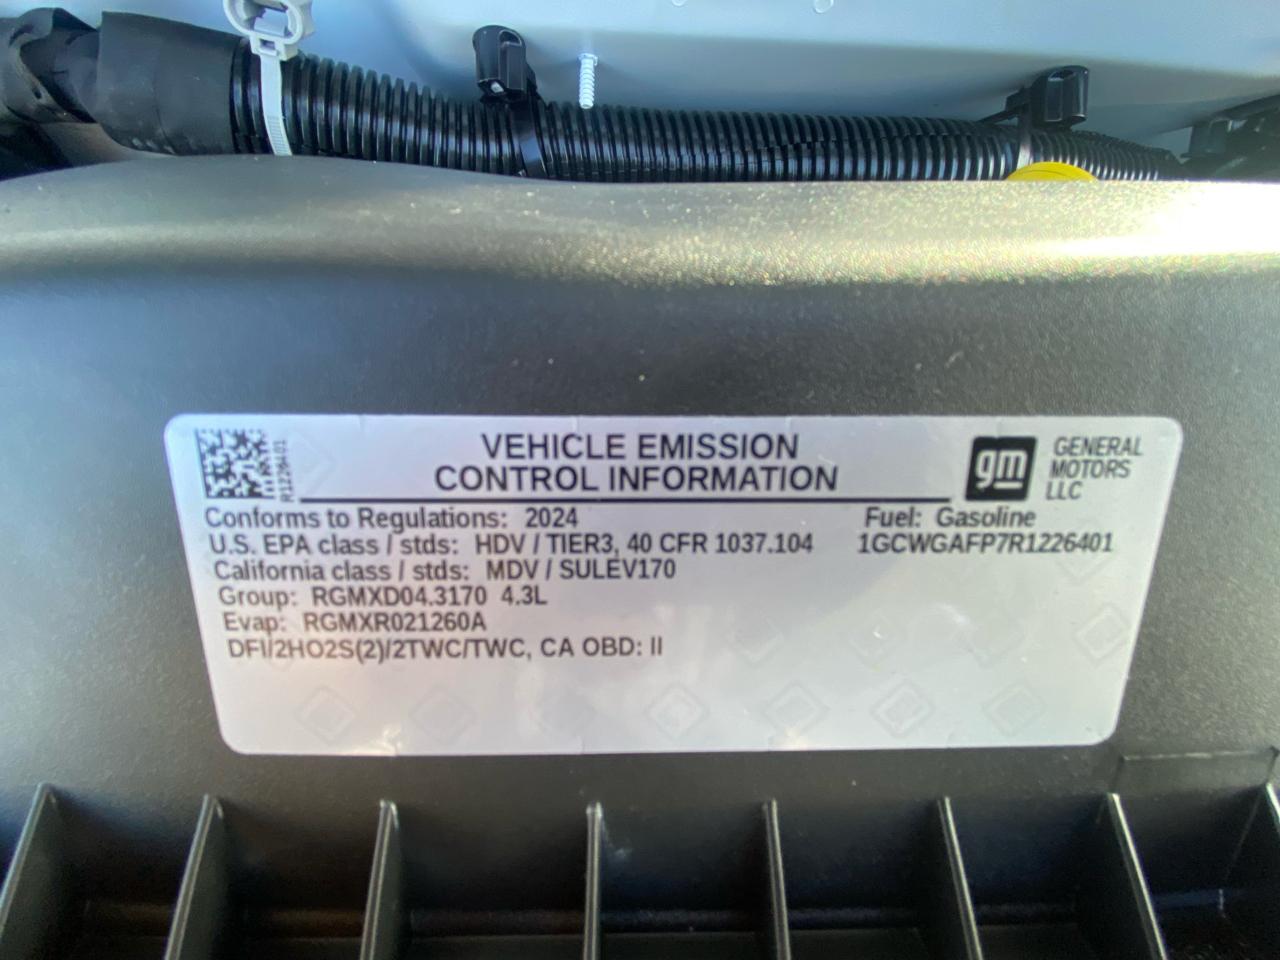 R1226401
VEHICLE EMISSION
CONTROL INFORMATION
gm
GENERAL
MOTORS
LLC
Conforms to Regulations: 2024
Fuel: Gasoline
U.S. EPA class / stds: HDV / TIER3, 40 CFR 1037.104
1GCWGAFP7R1226401
California class / stds: MDV / SULEV170
Group: RGMXD04.3170 4.3L
Evap: RGMXR021260A
DFI/2HO2S(2)/2TWC/TWC, CA OBD: II